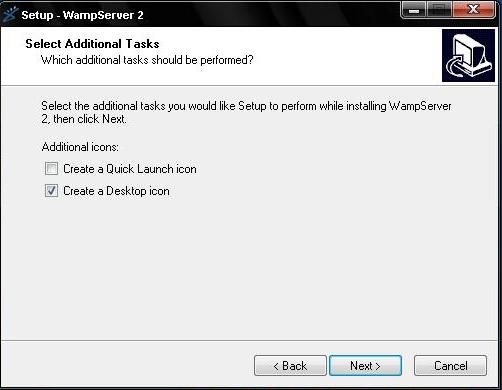 Setup - WampServer 2
Select Additional Tasks
Which additional tasks should be performed?
Select the additional tasks you would like Setup to perform while installing WampServer
2, then click Next.
Additional icons:
Create a Quick Launch icon
Create a Desktop icon
< Back
Next >
Cancel